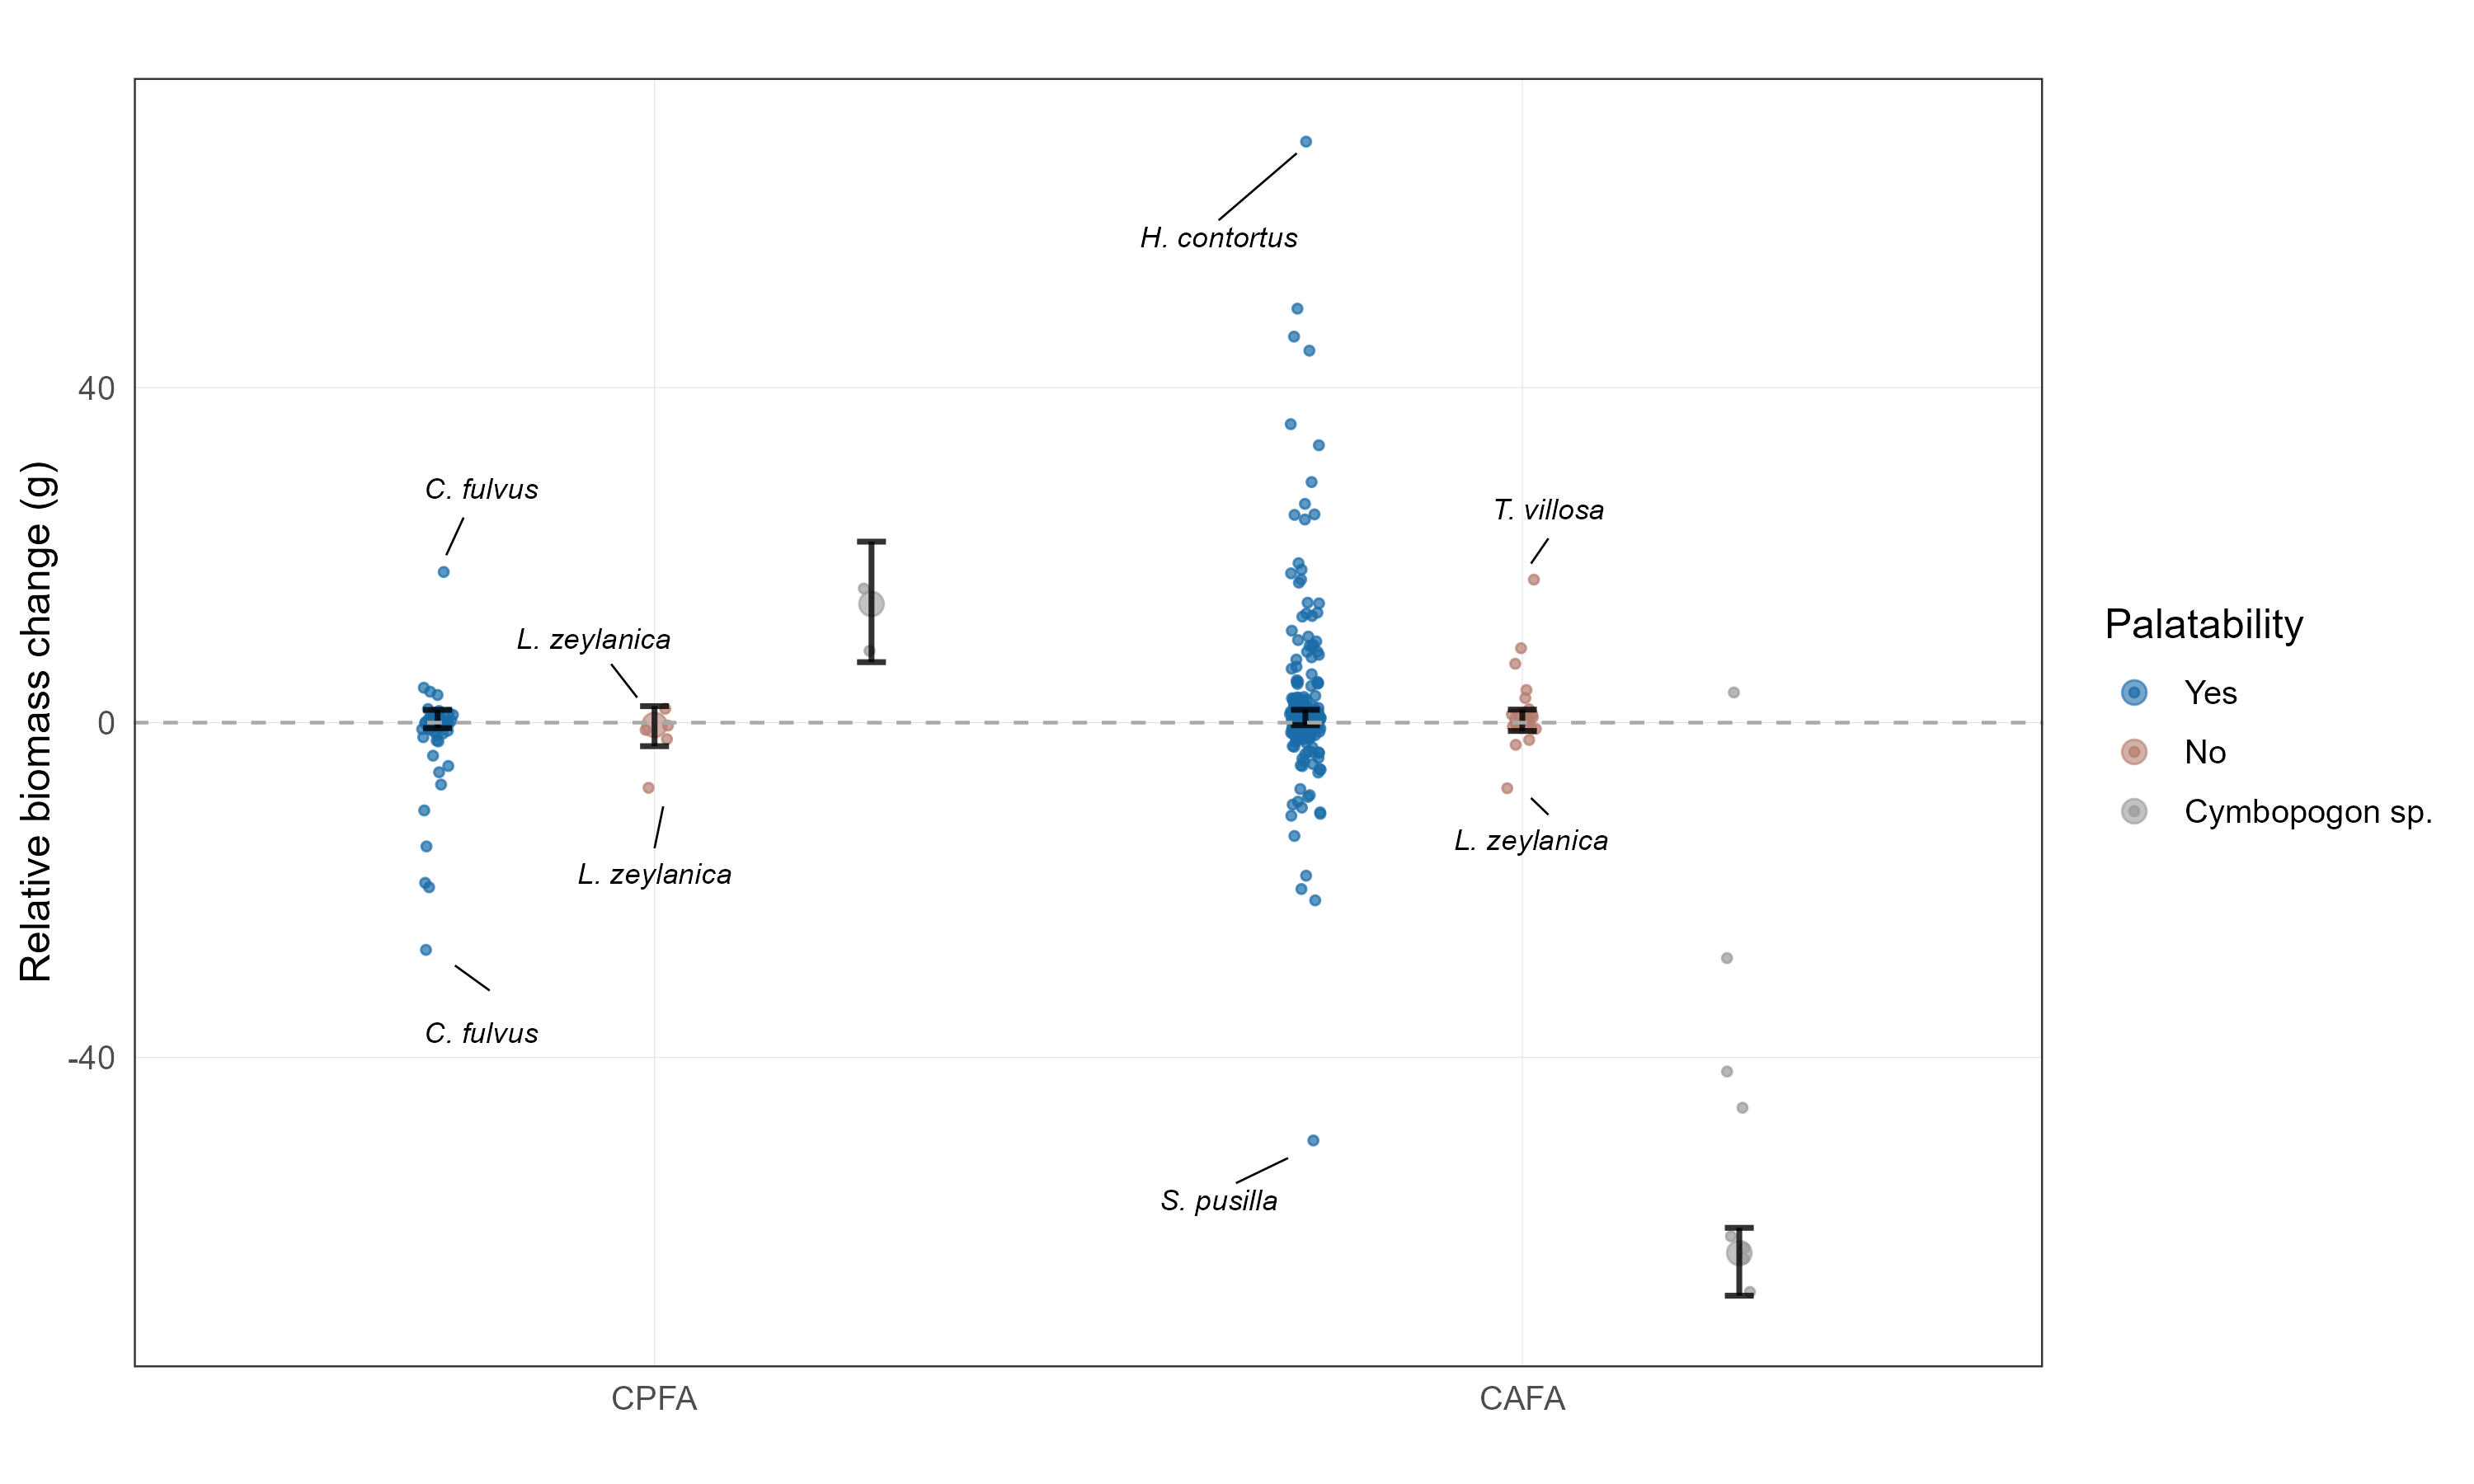 H. contortus
40
C. fulvus
T. villosa
L. zeylanica
0
L. zeylanica
L. zeylanica
C. fulvus
-40
S. pusilla
CPFA
CAFA
Relative biomass change (g)
Palatability
Yes
No
Cymbopogon sp.